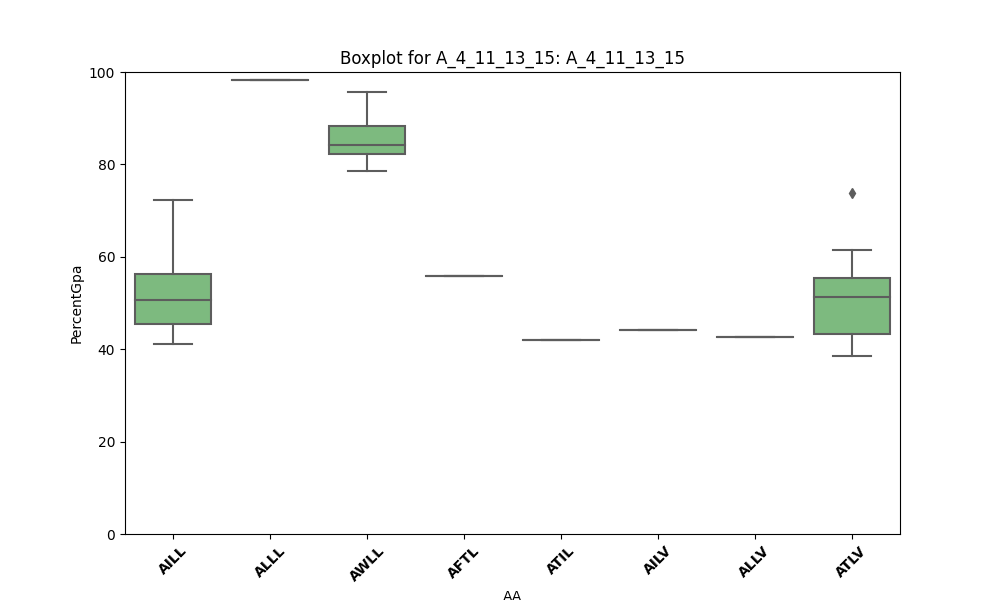 Boxplot for A_4_11_13_15: A_4_11_13_15
100
80
60
40
20
0
PercentGpa
AILL ALLL AWLL AFTL ATIL AILV ALLV ATLV
AA